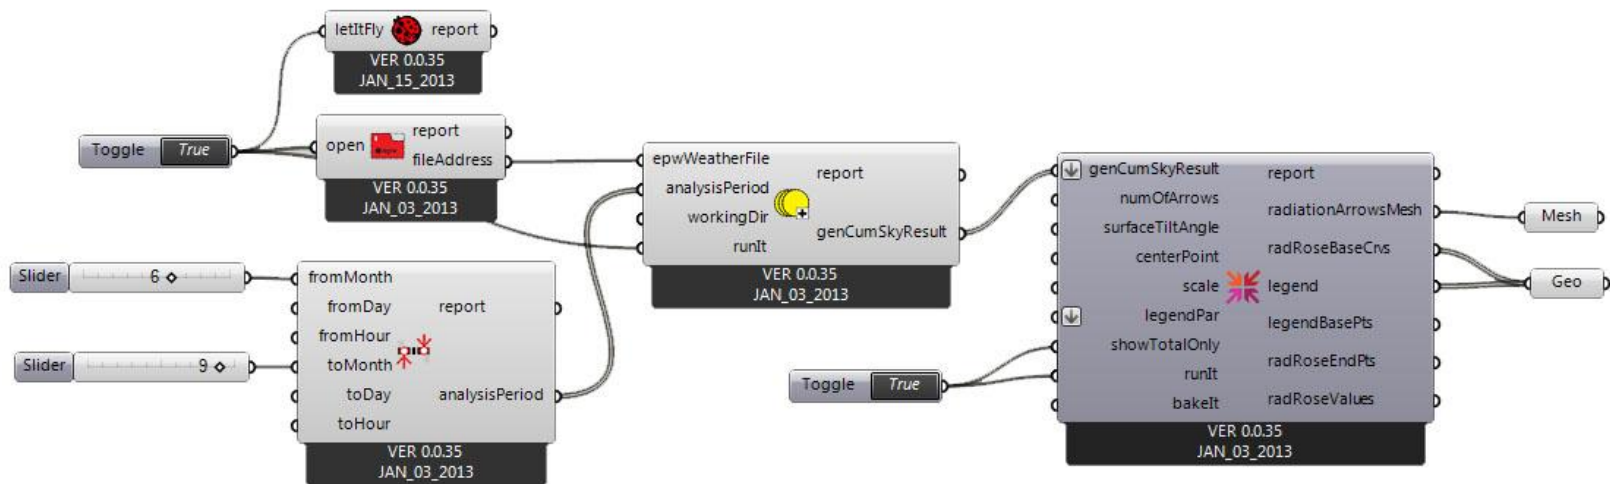 letItFly report
VER 0.0.35
JAN_15_2013
Toggle True
open report
fileAddress
VER 0.0.35
JAN_03_2013
Slider 6
Slider 9
fromMonth
fromDay report
fromHour
toMonth
toDay analysisPeriod
toHour
VER 0.0.35
JAN_03_2013
epwWeatherFile
report
analysisPeriod
workingDir
genCumSkyResult
runIt
VER 0.0.35
JAN_03_2013
Toggle True
genCumSkyResult report
numOfArrows radiationArrowsMesh
surfaceTiltAngle
centerPoint radRoseBaseCrvs
scale legend
legendPar legendBasePts
showTotalOnly radRoseEndPts
runIt
bakeIt radRoseValues
VER 0.0.35
JAN_03_2013
Mesh
Geo